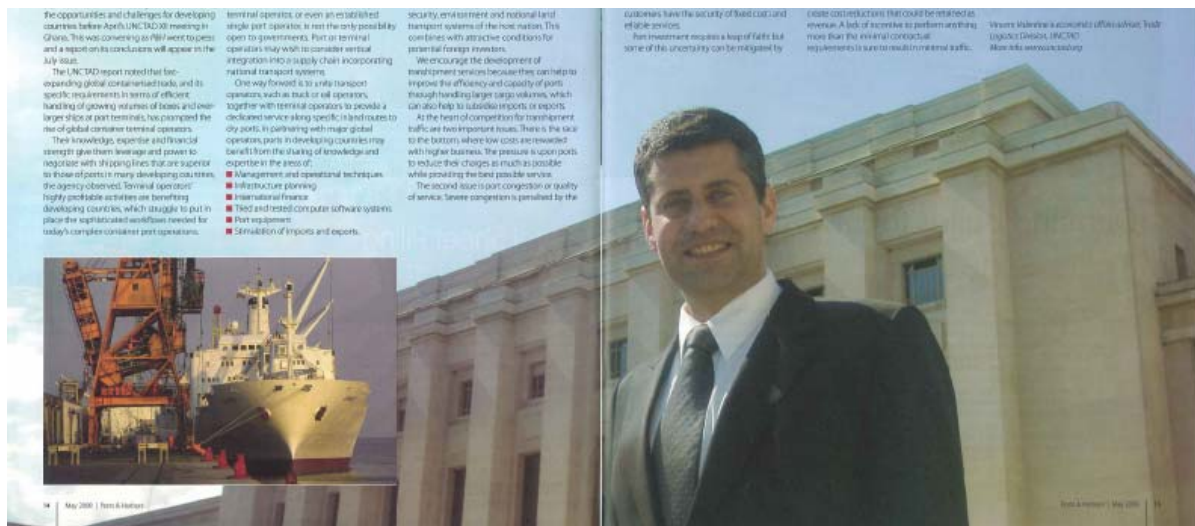 the opportunities and challenges for developing
countries before April's UNCTAD XII meeting in
Ghana. This was convening as P&H went to press
and a report on its conclusions will appear in the
July issue.
The UNCTAD report noted that fast-
expanding global containerised trade, and its
specific requirements in terms of efficient
handling of growing volumes of boxes and ever-
larger ships at port terminals, has prompted the
rise of global container terminal operators.
Their knowledge, expertise and financial
strength give them leverage and power to
negotiate with shipping lines that are superior
to those of ports in many developing countries,
the agency observed. Terminal operators'
highly profitable activities are benefiting
developing countries, which struggle to put in
place the sophisticated workflows needed for
today's complex container port operations.
terminal operator, or even an established
single port operator, is not the only possibility
open to governments. Port or terminal
operators may wish to consider vertical
integration into a supply chain incorporating
national transport systems.
One way forward is to unite transport
operators, such as truck or rail operators,
together with terminal operators to provide a
dedicated service along specific inland routes to
dry ports. In partnering with major global
operators, ports in developing countries may
benefit from the sharing of knowledge and
expertise in the areas of:
■ Management and operational techniques
■ Infrastructure planning
■ International finance
■ Tried and tested computer software systems
■ Port equipment
■ Stimulation of imports and exports.
security, environment and national land
transport systems of the host nation. This
combines with attractive conditions for
potential foreign investors.
We encourage the development of
transhipment services because they can help to
improve the efficiency and capacity of ports
through handling larger cargo volumes, which
can also help to subsidise imports or exports.
At the heart of competition for transhipment
traffic are two important issues. There is the race
to the bottom, where low costs are rewarded
with higher business. The pressure is upon ports
to reduce their charges as much as possible
while providing the best possible service.
The second issue is port congestion or quality
of service. Severe congestion is penalised by the
customers have the security of fixed costs and
reliable services.
Port investment requires a leap of faith but
some of this uncertainty can be mitigated by
create cost reductions that could be retained as
revenue. A lack of incentive to perform anything
more than the minimal contractual
requirements is sure to result in minimal traffic.
Vincent Valentine is economics affairs adviser, Trade
Logistics Division, UNCTAD
More info: www.unctad.org
14 | May 2008 | Ports & Harbors
Ports & Harbors | May 2008 | 15